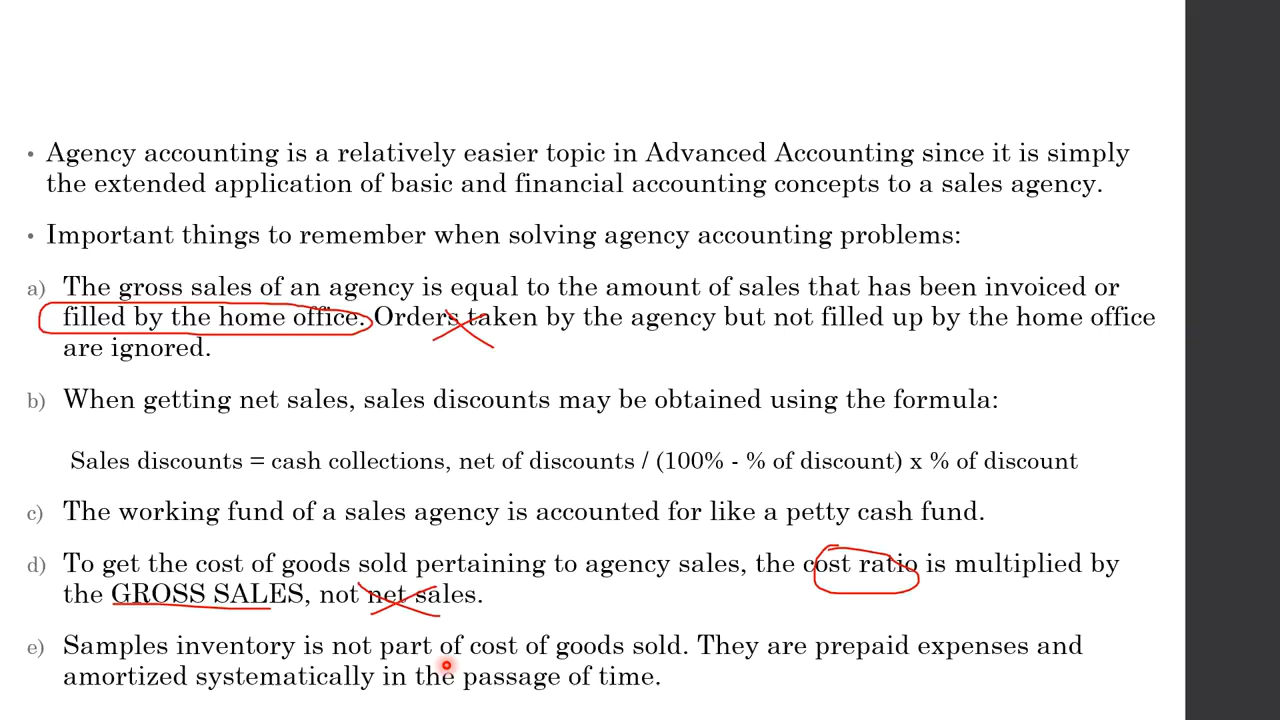 • Agency accounting is a relatively easier topic in Advanced Accounting since it is simply
the extended application of basic and financial accounting concepts to a sales agency.
• Important things to remember when solving agency accounting problems:
a) The gross sales of an agency is equal to the amount of sales that has been invoiced or
filled by the home office. Orders taken by the agency but not filled up by the home office
are ignored.
b) When getting net sales, sales discounts may be obtained using the formula:
Sales discounts = cash collections, net of discounts / (100% - % of discount) x % of discount
c) The working fund of a sales agency is accounted for like a petty cash fund.
d) To get the cost of goods sold pertaining to agency sales, the cost ratio is multiplied by
the GROSS SALES, not net sales.
e) Samples inventory is not part of cost of goods sold. They are prepaid expenses and
amortized systematically in the passage of time.